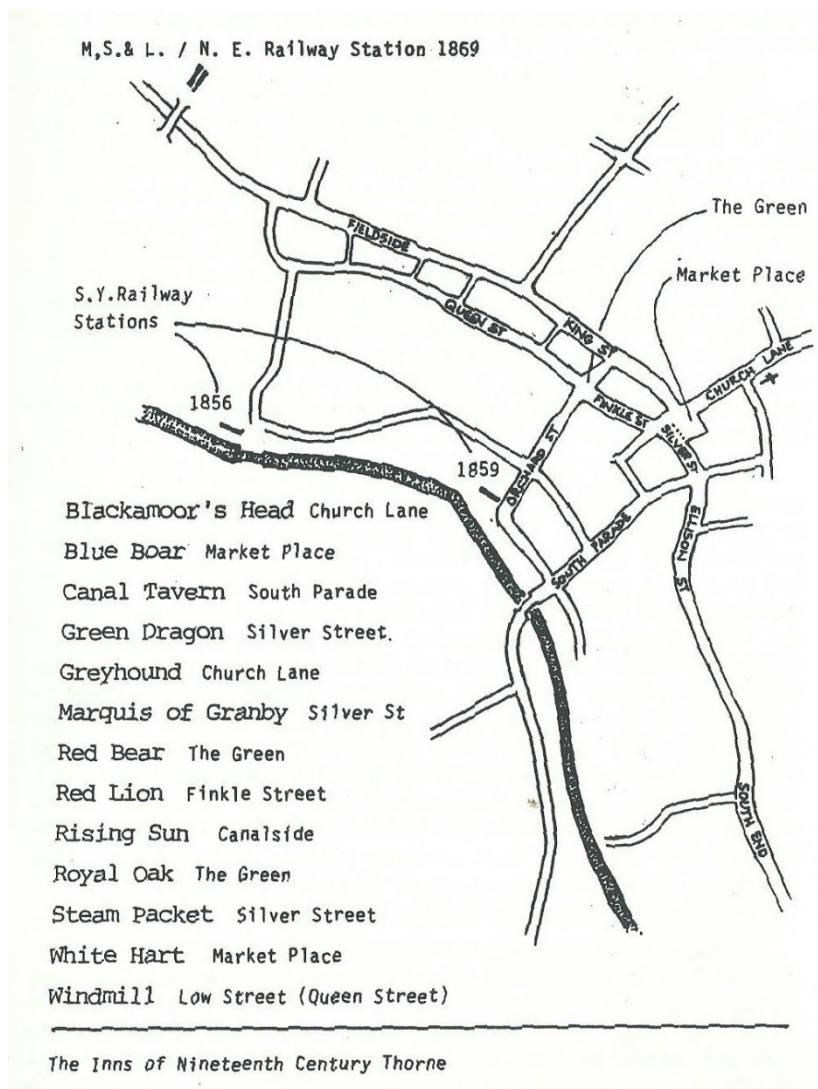 M,S.& L. / N. E. Railway Station 1869
The Green
FIELDSIDE
Market Place
S.Y.Railway
Stations
QUEEN ST
KING ST
CHURCH LANE
1856
FINKLE ST
SILVER ST
ORCHARD ST
1859
SOUTH PARADE
ELLISON ST
SOUTH END
Blackamoor's Head Church Lane
Blue Boar Market Place
Canal Tavern South Parade
Green Dragon Silver Street.
Greyhound Church Lane
Marquis of Granby Silver St
Red Bear The Green
Red Lion Finkle Street
Rising Sun Canalside
Royal Oak The Green
Steam Packet Silver Street
White Hart Market Place
Windmill Low Street (Queen Street)
The Inns of Nineteenth Century Thorne